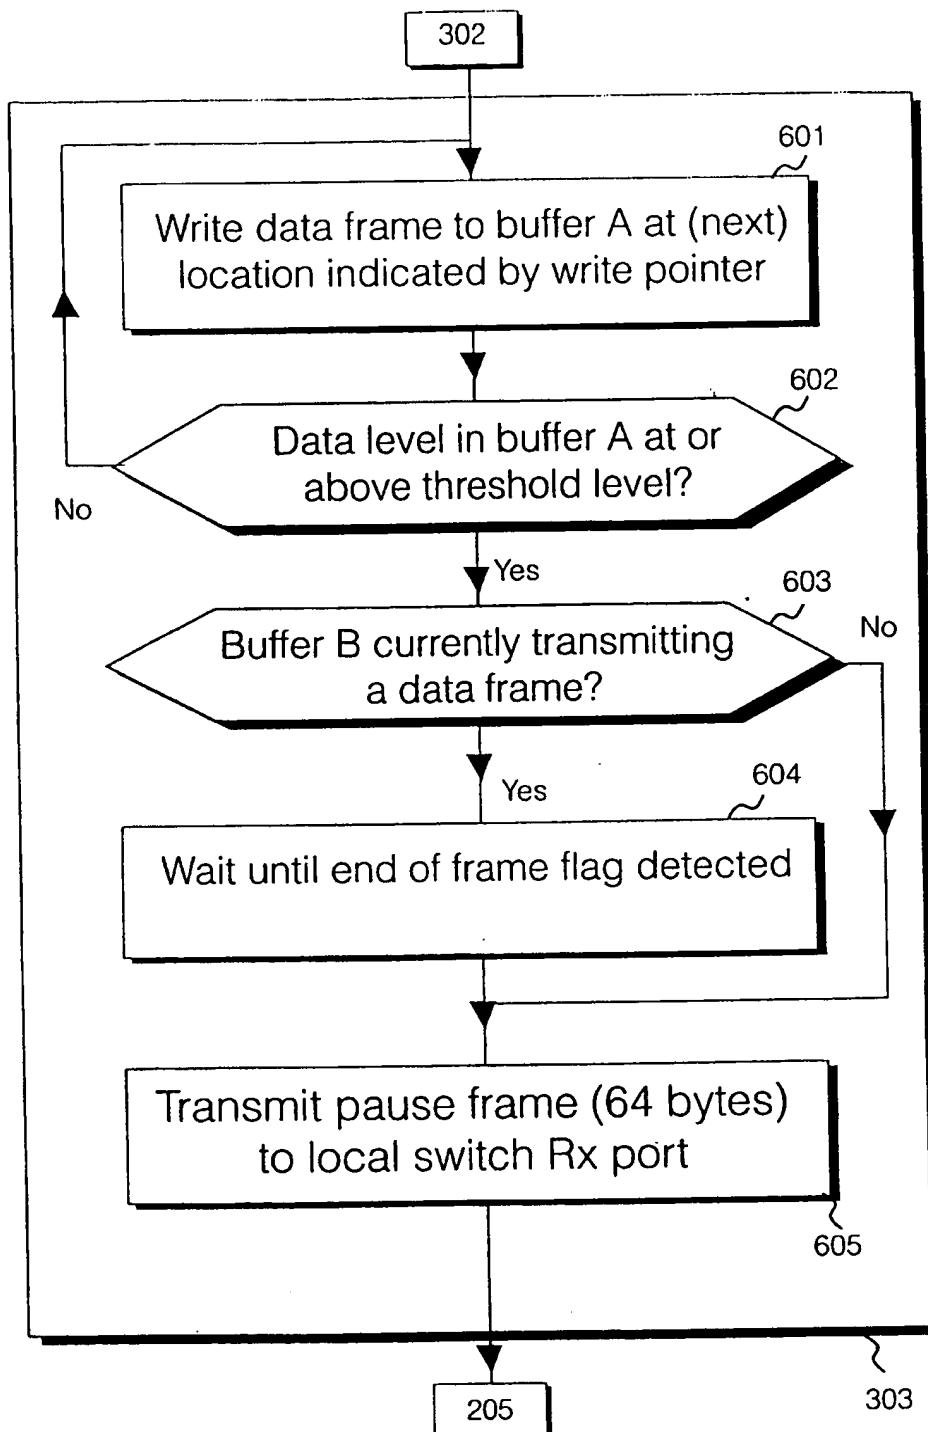 302
601
Write data frame to buffer A at (next)
location indicated by write pointer
602
Data level in buffer A at or
above threshold level?
No
Yes
603
Buffer B currently transmitting
a data frame?
No
Yes
604
Wait until end of frame flag detected
Transmit pause frame (64 bytes)
to local switch Rx port
605
303
205